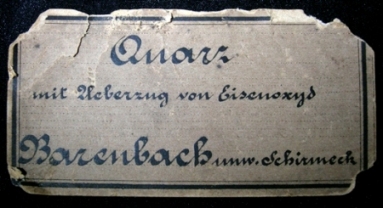 Quarz
mit Ueberzug von Eisenoxyd
Barenbach unw. Schirmeck